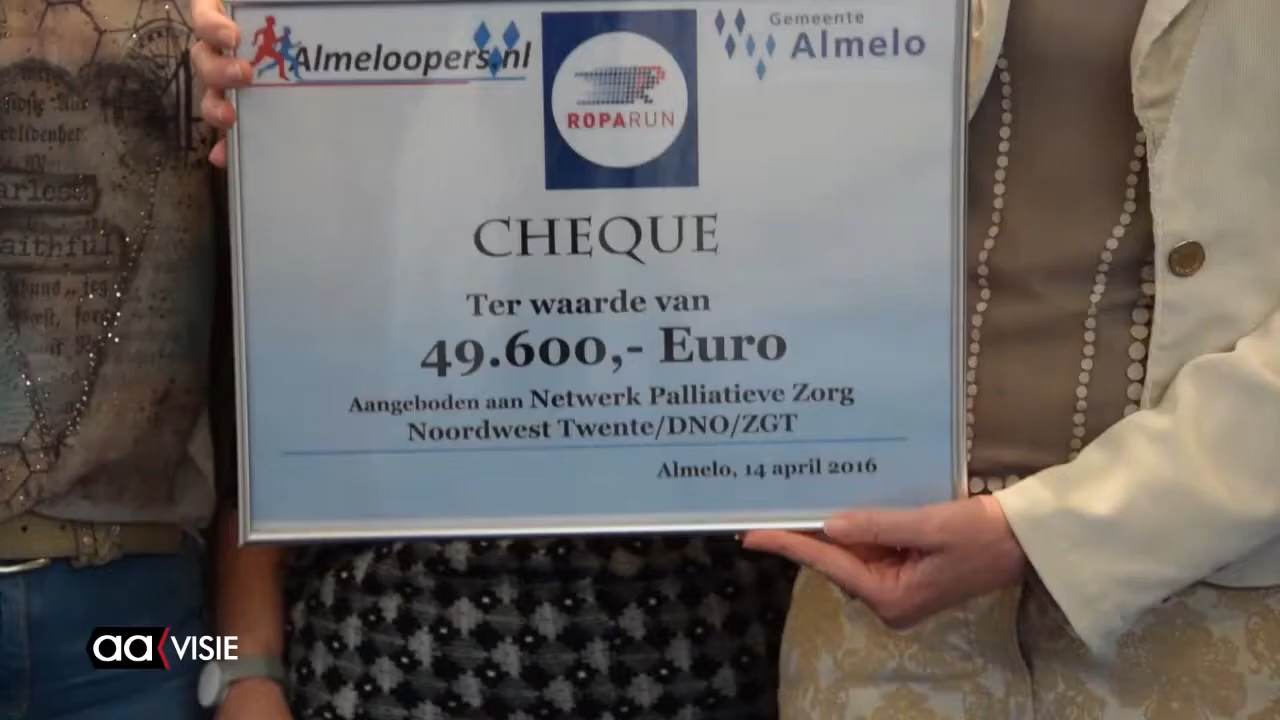 Almeloopers.nl
Gemeente
Almelo
ROPARUN
CHEQUE
Ter waarde van
49.600,- Euro
Aangeboden aan Netwerk Palliatieve Zorg
Noordwest Twente/DNO/ZGT
Almelo, 14 april 2016
aithful
aa VISIE